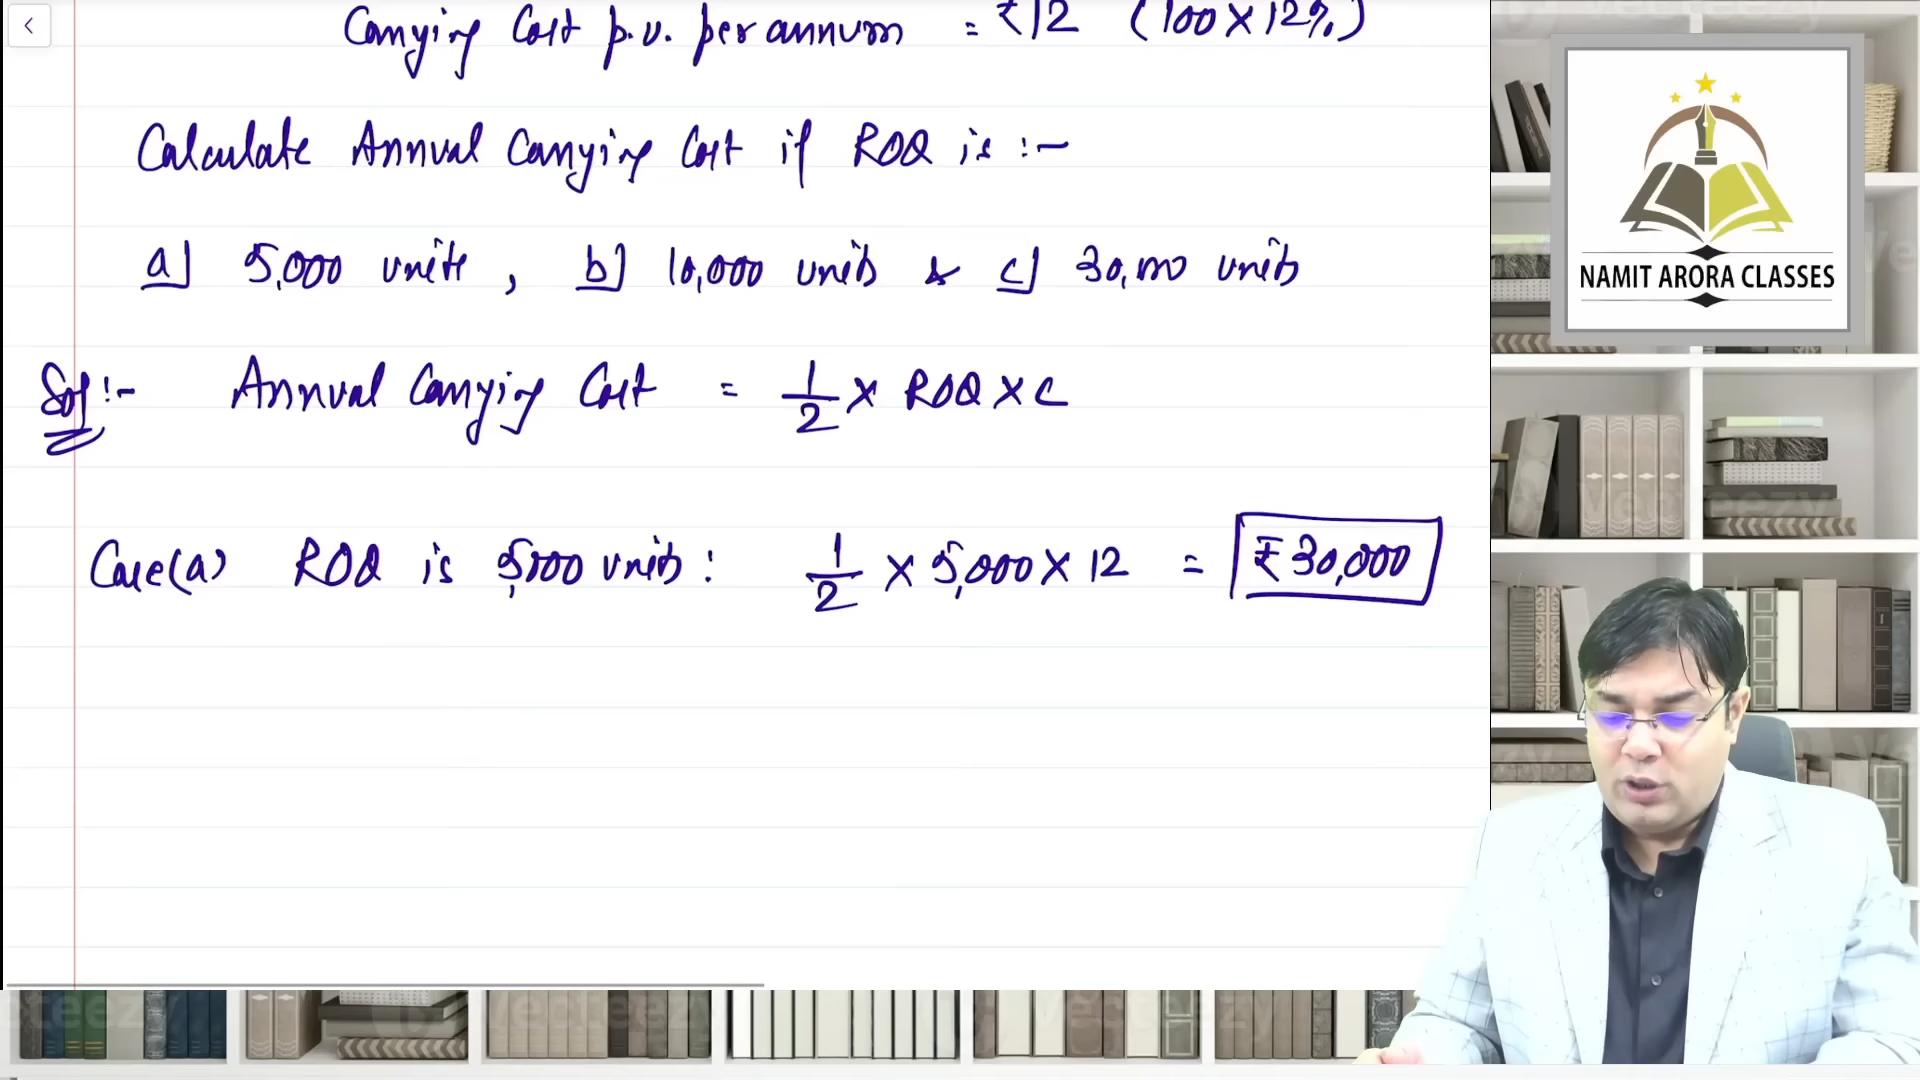 Carrying Cost p.u. per annum = ₹12 (100 X 12%)
Calculate Annual Carrying Cost if ROQ is :-
a] 5,000 units , b] 10,000 units & c] 30,000 units
Sol:- Annual Carrying Cost = 1/2 X ROQ X C
Case(a) ROQ is 5,000 units : 1/2 X 5,000 X 12 = ₹30,000
NAMIT ARORA CLASSES